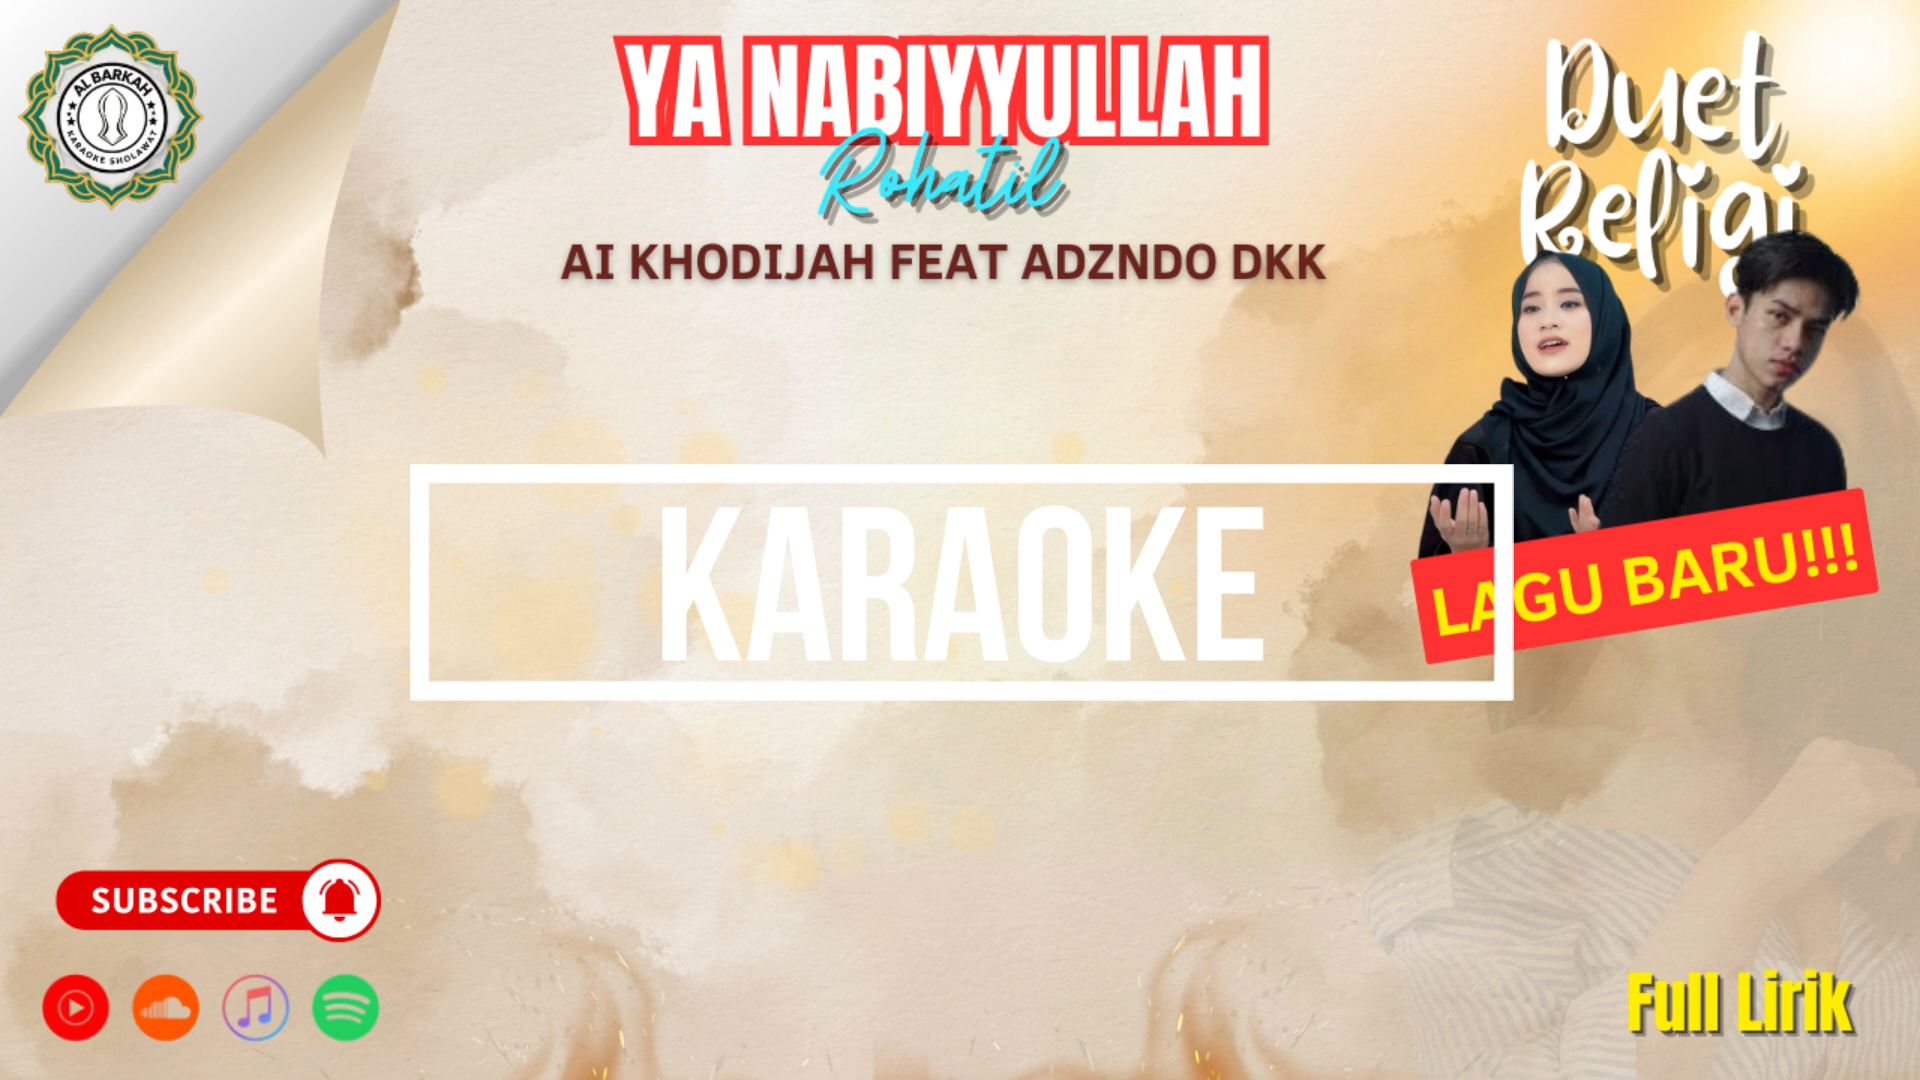 AL BARKAH
KARAOKE SHOLAWAT
YA NABIYYULLAH
Rohatil
AI KHODIJAH FEAT ADZNDO DKK
Duet
Religi
KARAOKE
LAGU BARU!!!
SUBSCRIBE
Full Lirik